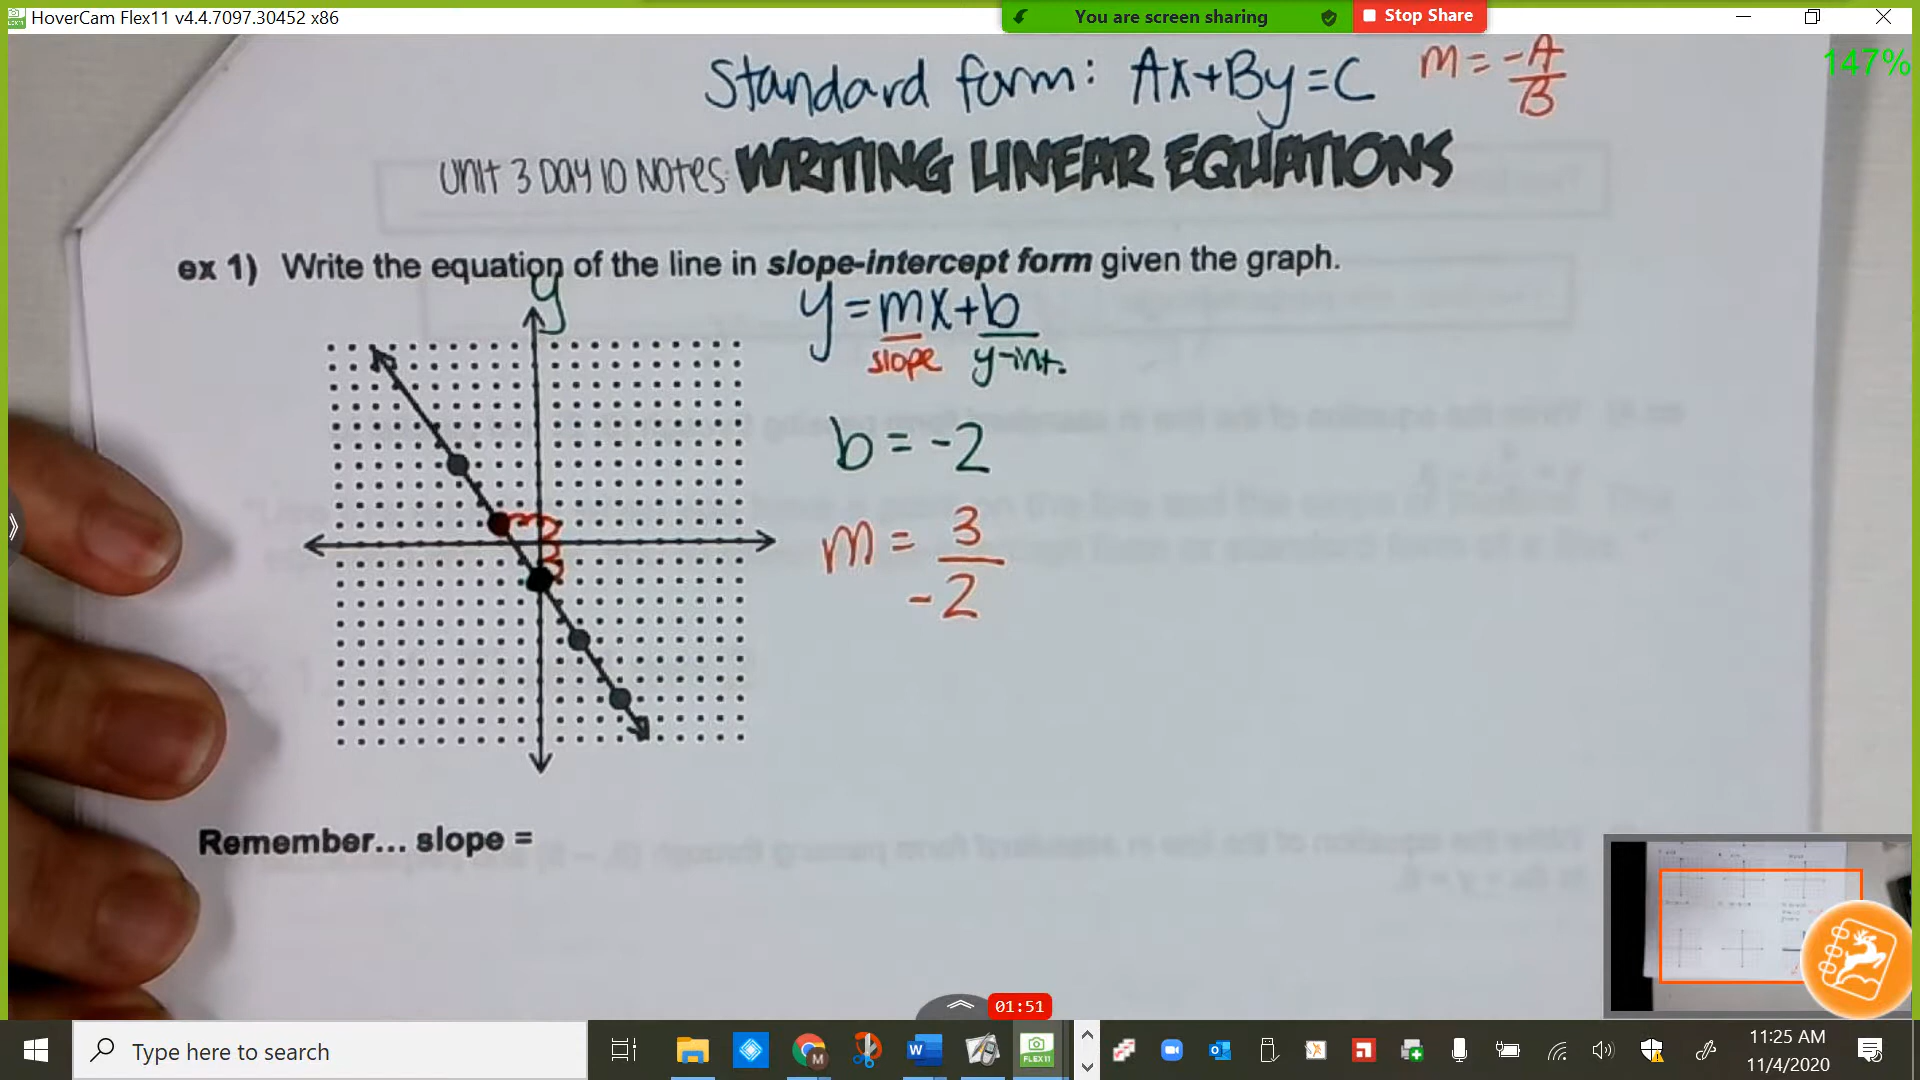 HoverCam Flex11 v4.4.7097.30452 x86
You are screen sharing
Stop Share
147%
Standard form: Ax+By=C m = -A/B
Unit 3 Day 10 Notes: WRITING LINEAR EQUATIONS
ex 1) Write the equation of the line in slope-intercept form given the graph.
y
y = mx + b
slope y-int.
b = -2
m = 3/-2
Remember... slope =
01:51
Type here to search
M
W
FLEX11
11:25 AM
11/4/2020